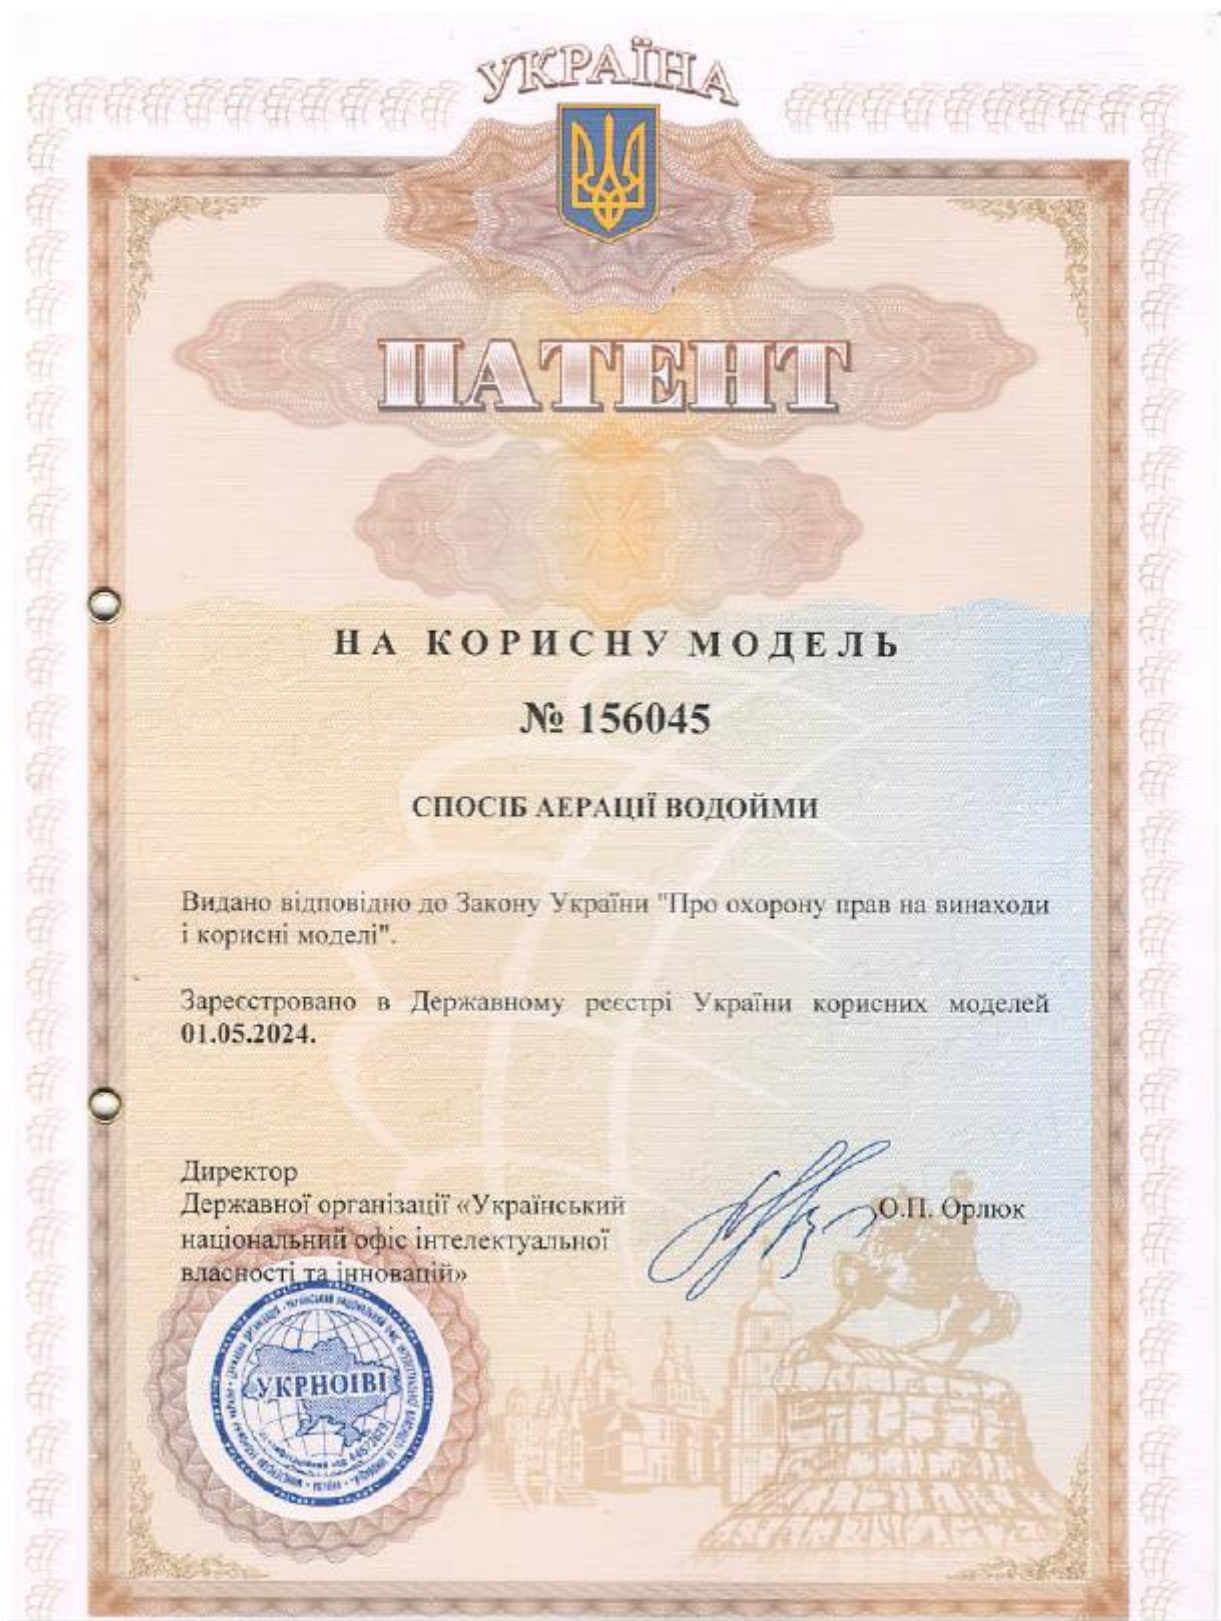 УКРАЇНА
ПАТЕНТ
НА КОРИСНУ МОДЕЛЬ
№ 156045
СПОСІБ АЕРАЦІЇ ВОДОЙМИ
Видано відповідно до Закону України "Про охорону прав на винаходи
і корисні моделі".
Зареєстровано в Державному реєстрі України корисних моделей
01.05.2024.
Директор
Державної організації «Український
національний офіс інтелектуальної
власності та інновацій»
О.П. Орлюк
УКРНОІВІ